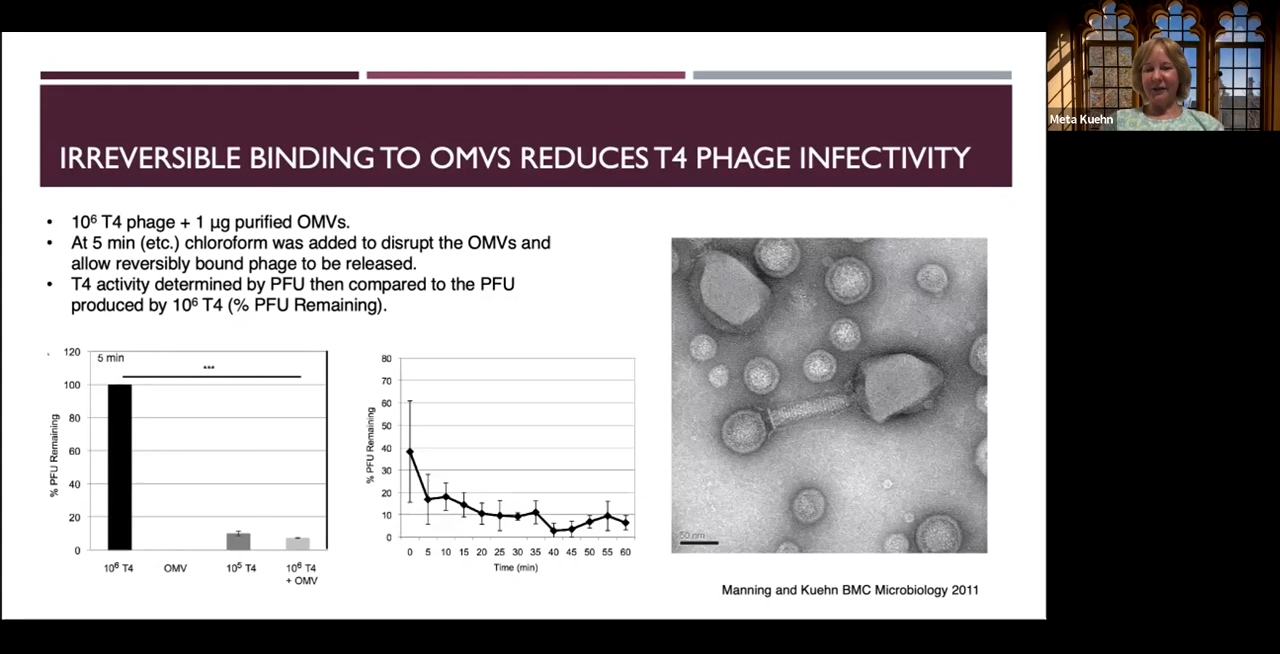 Meta Kuehn
IRREVERSIBLE BINDING TO OMVS REDUCES T4 PHAGE INFECTIVITY
• 10⁶ T4 phage + 1 µg purified OMVs.
• At 5 min (etc.) chloroform was added to disrupt the OMVs and
allow reversibly bound phage to be released.
• T4 activity determined by PFU then compared to the PFU
produced by 10⁶ T4 (% PFU Remaining).
% PFU Remaining
120
100
80
60
40
20
0
5 min
***
10⁶ T4
OMV
10⁵ T4
10⁶ T4
+ OMV
% PFU Remaining
80
70
60
50
40
30
20
10
0
0 5 10 15 20 25 30 35 40 45 50 55 60
Time (min)
50 nm
Manning and Kuehn BMC Microbiology 2011